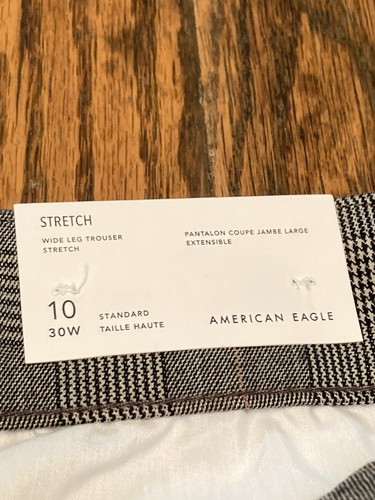 STRETCH
WIDE LEG TROUSER
STRETCH
PANTALON COUPE JAMBE LARGE
EXTENSIBLE
10
30W
STANDARD
TAILLE HAUTE
AMERICAN EAGLE